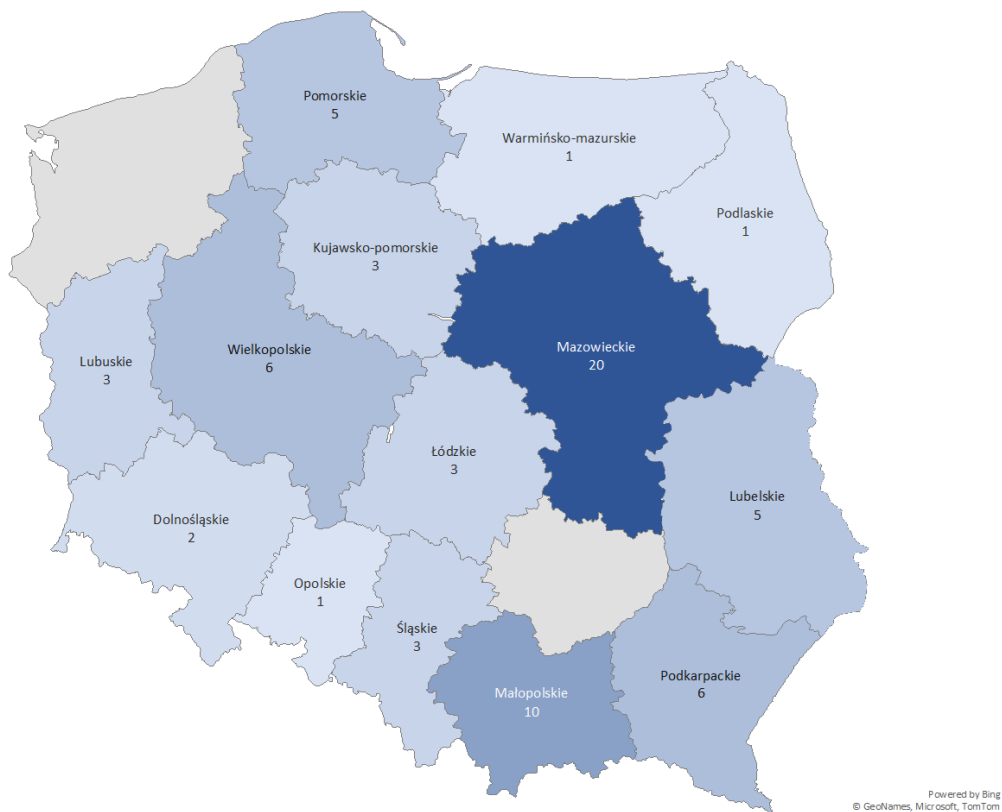 Pomorskie
5
Warmińsko-mazurskie
1
Podlaskie
1
Kujawsko-pomorskie
3
Mazowieckie
20
Wielkopolskie
6
Lubuskie
3
Łódzkie
3
Lubelskie
5
Dolnośląskie
2
Opolskie
1
Śląskie
3
Podkarpackie
6
Małopolskie
10
Powered by Bing
© GeoNames, Microsoft, TomTom